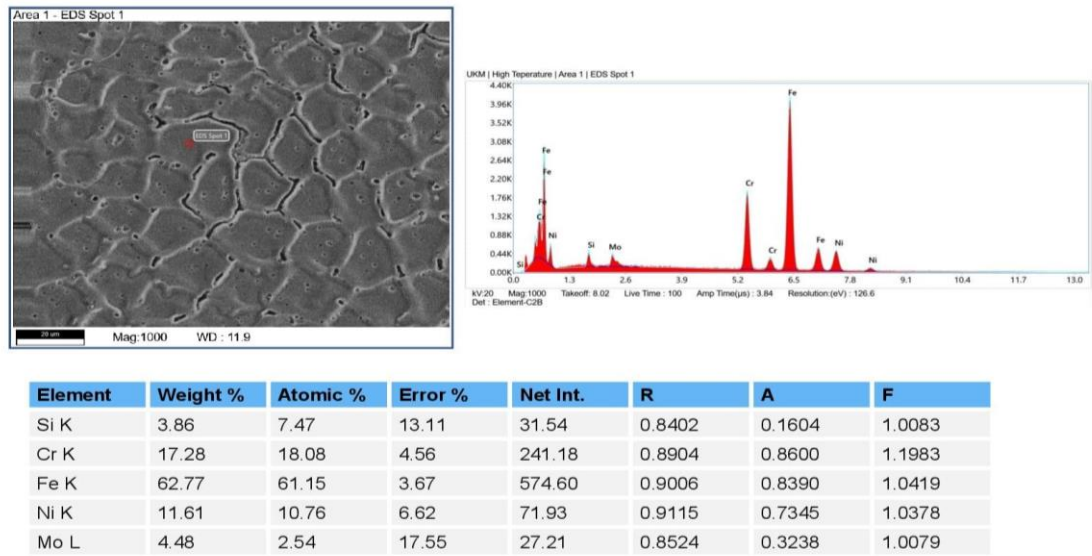 Area 1 - EDS Spot 1
EDS Spot 1
20 um Mag:1000 WD : 11.9
UKM | High Teperature | Area 1 | EDS Spot 1
4.40K
3.96K
3.52K
3.08K
2.64K
2.20K
1.76K
1.32K
0.88K
0.44K
0.00K
Fe
Fe
Fe
Cr
Ni
Si
Mo
Si
Cr
Cr
Fe
Fe
Ni
Ni
0.0 1.3 2.6 3.9 5.2 6.5 7.8 9.1 10.4 11.7 13.0
kV:20 Mag:1000 Takeoff: 8.02 Live Time : 100 Amp Time(µs) : 3.84 Resolution:(eV) : 126.6
Det : Element-C2B
Element Weight % Atomic % Error % Net Int. R A F
Si K 3.86 7.47 13.11 31.54 0.8402 0.1604 1.0083
Cr K 17.28 18.08 4.56 241.18 0.8904 0.8600 1.1983
Fe K 62.77 61.15 3.67 574.60 0.9006 0.8390 1.0419
Ni K 11.61 10.76 6.62 71.93 0.9115 0.7345 1.0378
Mo L 4.48 2.54 17.55 27.21 0.8524 0.3238 1.0079